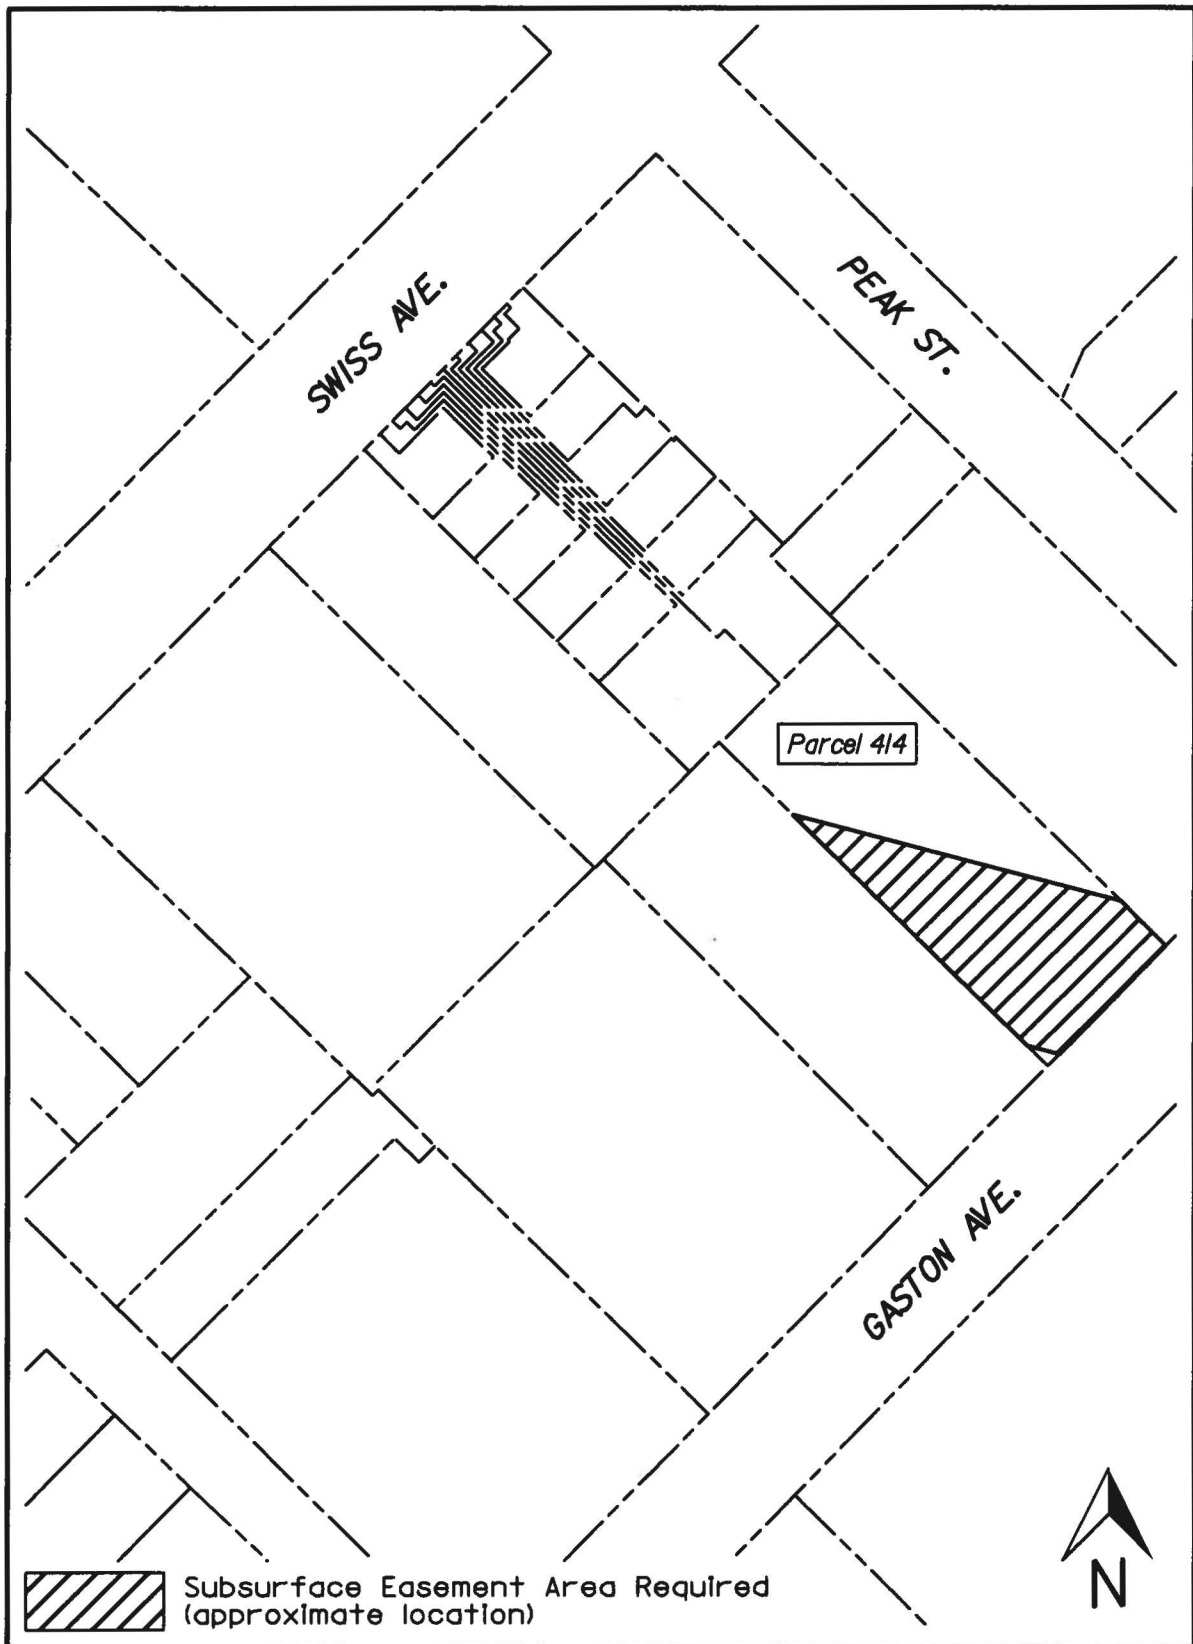 SWISS AVE.
PEAK ST.
Parcel 414
GASTON AVE.
Subsurface Easement Area Required
(approximate location)
N